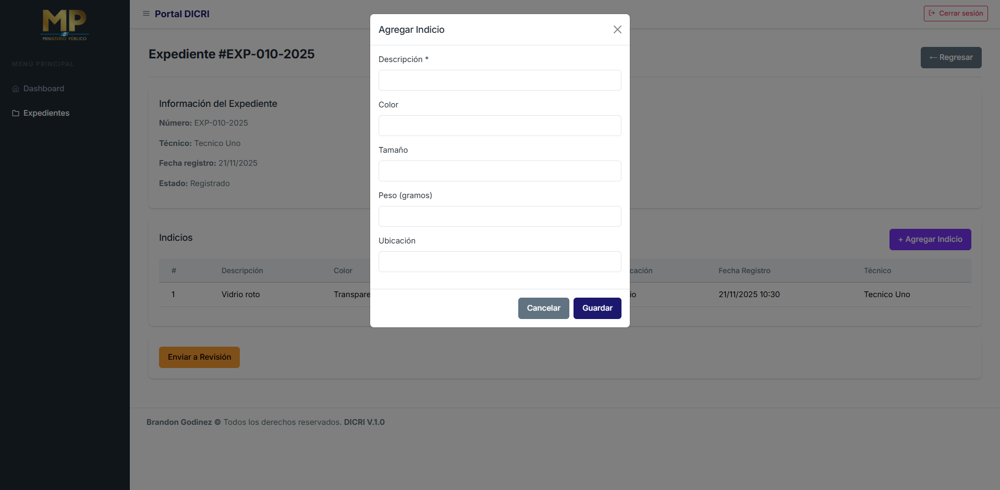 MP
MINISTERIO PÚBLICO
MENÚ PRINCIPAL
Dashboard
Expedientes
Portal DICRI
Cerrar sesión
Expediente #EXP-010-2025
← Regresar
Información del Expediente
Número: EXP-010-2025
Técnico: Tecnico Uno
Fecha registro: 21/11/2025
Estado: Registrado
Indicios
+ Agregar Indicio
# Descripción Color cación Fecha Registro Técnico
1 Vidrio roto Transpare io 21/11/2025 10:30 Tecnico Uno
Enviar a Revisión
Agregar Indicio
Descripción *
Color
Tamaño
Peso (gramos)
Ubicación
Cancelar Guardar
Brandon Godinez © Todos los derechos reservados. DICRI V.1.0